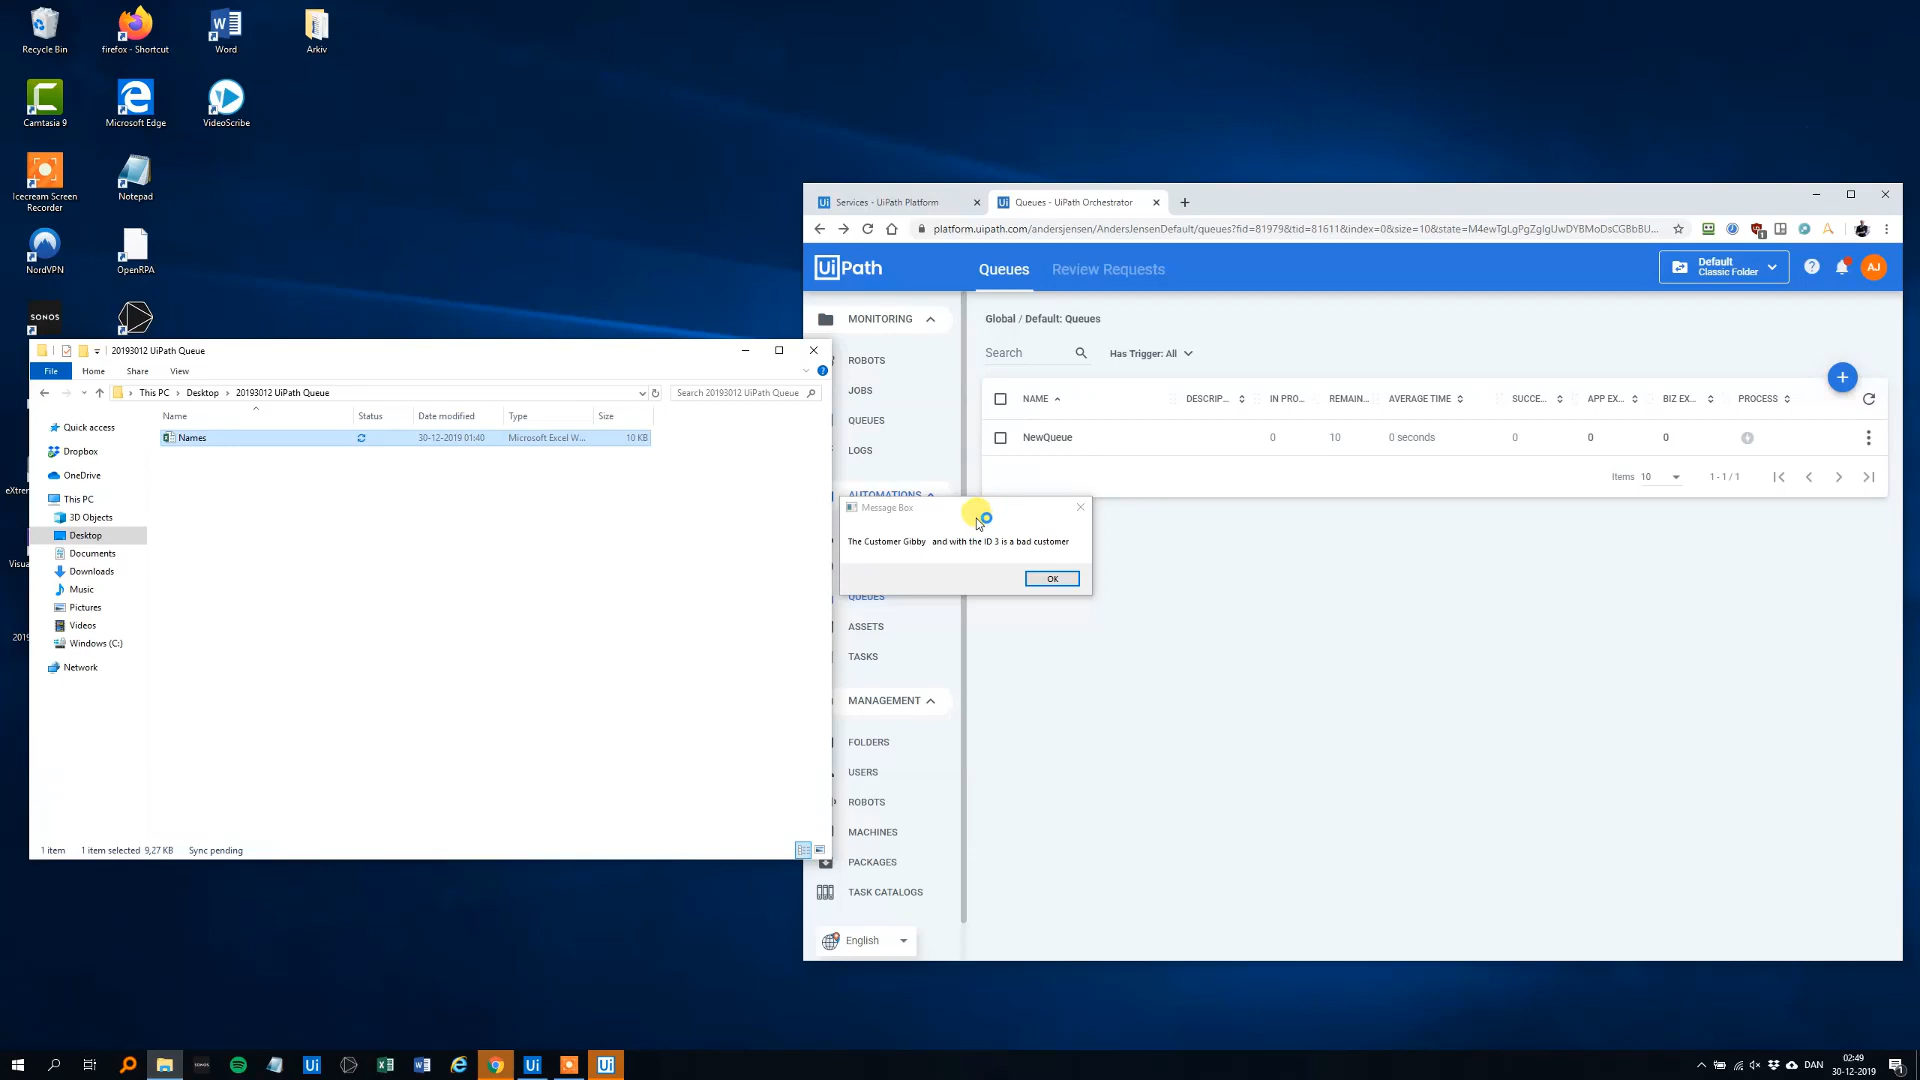 Recycle Bin
firefox - Shortcut
Word
Arkiv
Camtasia 9
Microsoft Edge
VideoScribe
Icecream Screen
Recorder
Notepad
NordVPN
OpenRPA
SONOS
20193012 UiPath Queue
File
Home
Share
View
This PC
Desktop
20193012 UiPath Queue
Search 20193012 UiPath Queue
Name
Status
Date modified
Type
Size
Names
30-12-2019 01:40
Microsoft Excel W...
10 KB
Quick access
Dropbox
OneDrive
This PC
3D Objects
Desktop
Documents
Downloads
Music
Pictures
Videos
Windows (C:)
Network
1 item
1 item selected 9,27 KB
Sync pending
Services - UiPath Platform
Queues - UiPath Orchestrator
platform.uipath.com/andersjensen/AndersJensenDefault/queues?fid=81979&tid=81611&index=0&size=10&state=M4ewTgLgPgZglgUwDYBMoDsCGBbBU...
UiPath
Queues
Review Requests
Default
Classic Folder
AJ
MONITORING
ROBOTS
JOBS
QUEUES
LOGS
AUTOMATIONS
QUEUES
ASSETS
TASKS
MANAGEMENT
FOLDERS
USERS
ROBOTS
MACHINES
PACKAGES
TASK CATALOGS
English
Global / Default: Queues
Search
Has Trigger: All
NAME
DESCRIP...
IN PRO...
REMAIN...
AVERAGE TIME
SUCCE...
APP EX...
BIZ EX...
PROCESS
NewQueue
0
10
0 seconds
0
0
0
Items 10
1 - 1 / 1
Message Box
The Customer Gibby and with the ID 3 is a bad customer
OK
DAN
02:49
30-12-2019